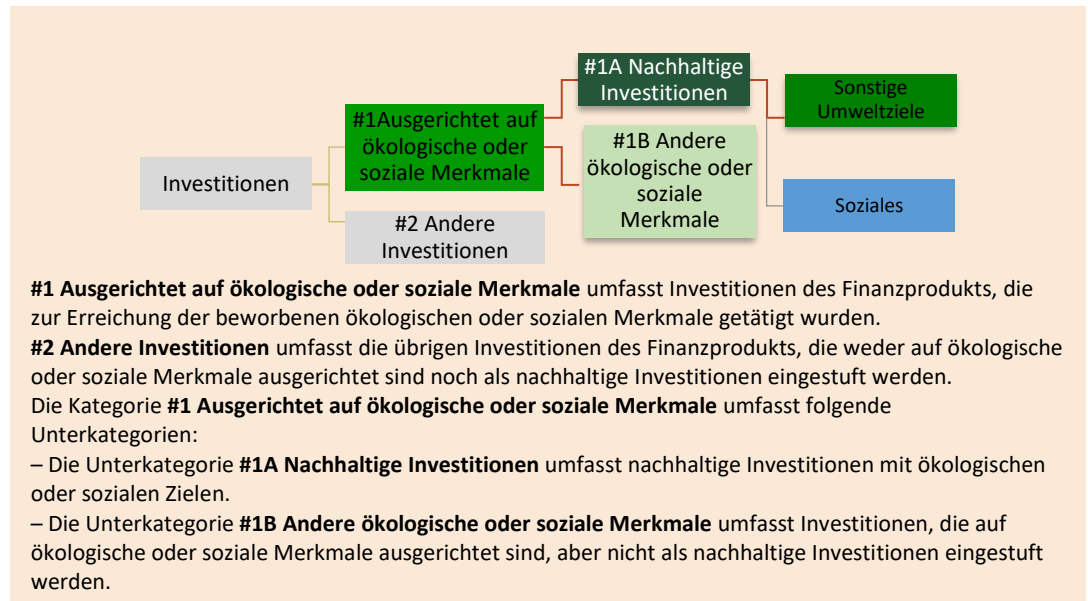 #1A Nachhaltige
Investitionen
Sonstige
Umweltziele
#1Ausgerichtet auf
ökologische oder
soziale Merkmale
#1B Andere
ökologische oder
soziale
Merkmale
Investitionen
Soziales
#2 Andere
Investitionen
#1 Ausgerichtet auf ökologische oder soziale Merkmale umfasst Investitionen des Finanzprodukts, die
zur Erreichung der beworbenen ökologischen oder sozialen Merkmale getätigt wurden.
#2 Andere Investitionen umfasst die übrigen Investitionen des Finanzprodukts, die weder auf ökologische
oder soziale Merkmale ausgerichtet sind noch als nachhaltige Investitionen eingestuft werden.
Die Kategorie #1 Ausgerichtet auf ökologische oder soziale Merkmale umfasst folgende
Unterkategorien:
– Die Unterkategorie #1A Nachhaltige Investitionen umfasst nachhaltige Investitionen mit ökologischen
oder sozialen Zielen.
– Die Unterkategorie #1B Andere ökologische oder soziale Merkmale umfasst Investitionen, die auf
ökologische oder soziale Merkmale ausgerichtet sind, aber nicht als nachhaltige Investitionen eingestuft
werden.